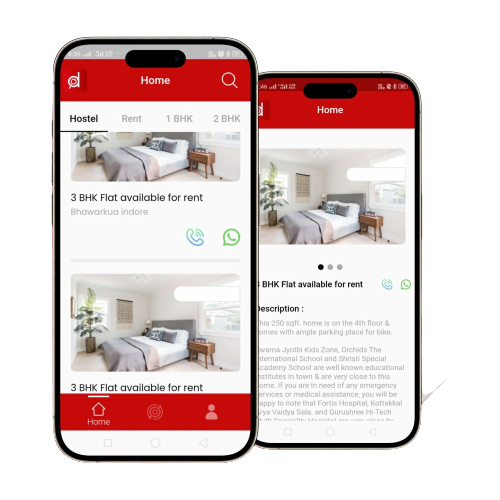 Home
Hostel
Rent
1 BHK
2 BHK
3 BHK Flat available for rent
Bhawarkua indore
3 BHK Flat available for rent
Home
Home
BHK Flat available for rent
Description :
his 250 sqft. home is on the 4th floor &
omes with ample parking place for bike.
warna Jyothi Kids Zone, Orchids The
nternational School and Shristi Special
cademy School are well known educational
nstitutes in town & are very close to this
ome. If you are in need of any emergency
ervices or medical assistance, you will be
appy to note that Fortis Hospital, Kottakkal
rya Vaidya Sala. and Gurushree Hi-Tech